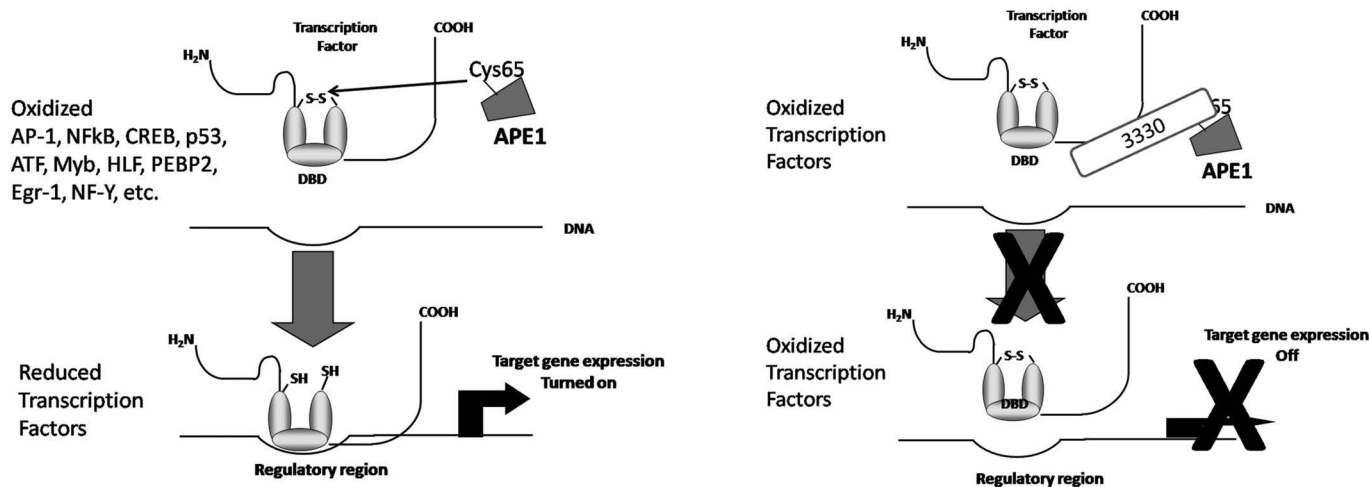 Transcription
Factor
COOH
H₂N
Cys65
S-S
Oxidized
AP-1, NFkB, CREB, p53,
ATF, Myb, HLF, PEBP2,
Egr-1, NF-Y, etc.
APE1
DBD
DNA
COOH
H₂N
Reduced
Transcription
Factors
SH
SH
Target gene expression
Turned on
Regulatory region
Transcription
Factor
COOH
H₂N
S-S
Oxidized
Transcription
Factors
65
3330
APE1
DBD
DNA
COOH
H₂N
Oxidized
Transcription
Factors
S-S
DBD
Target gene expression
Off
Regulatory region